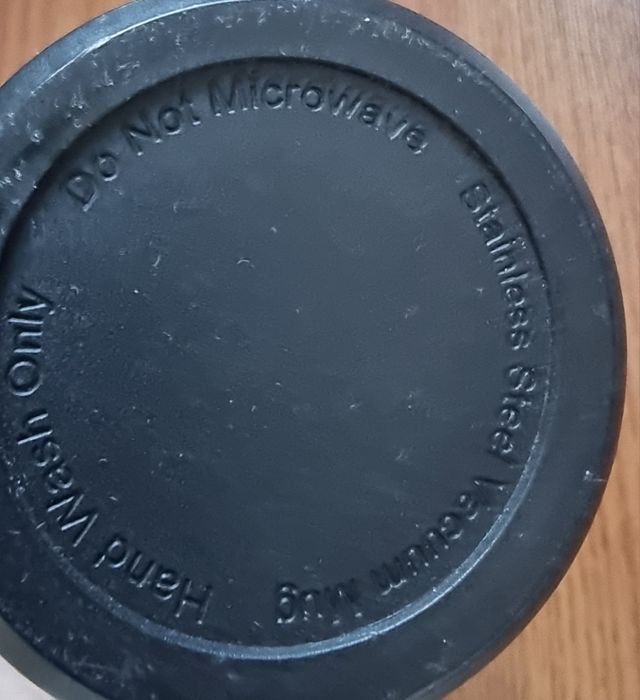 Do Not Microwave
Stainless Steel Vacuum Mug
Hand Wash Only